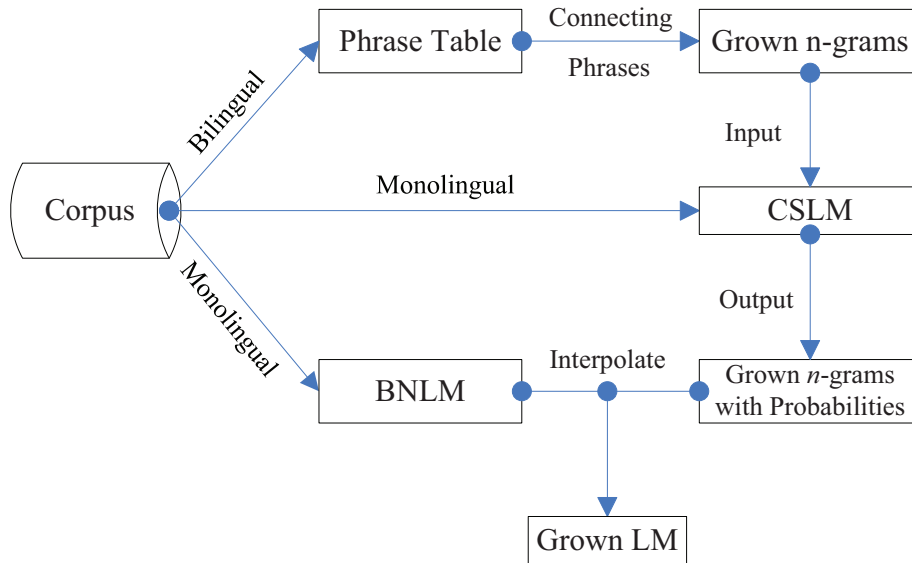 Phrase Table
Connecting
Phrases
Grown n-grams
Bilingual
Input
Corpus
Monolingual
CSLM
Monolingual
Output
BNLM
Interpolate
Grown n-grams
with Probabilities
Grown LM